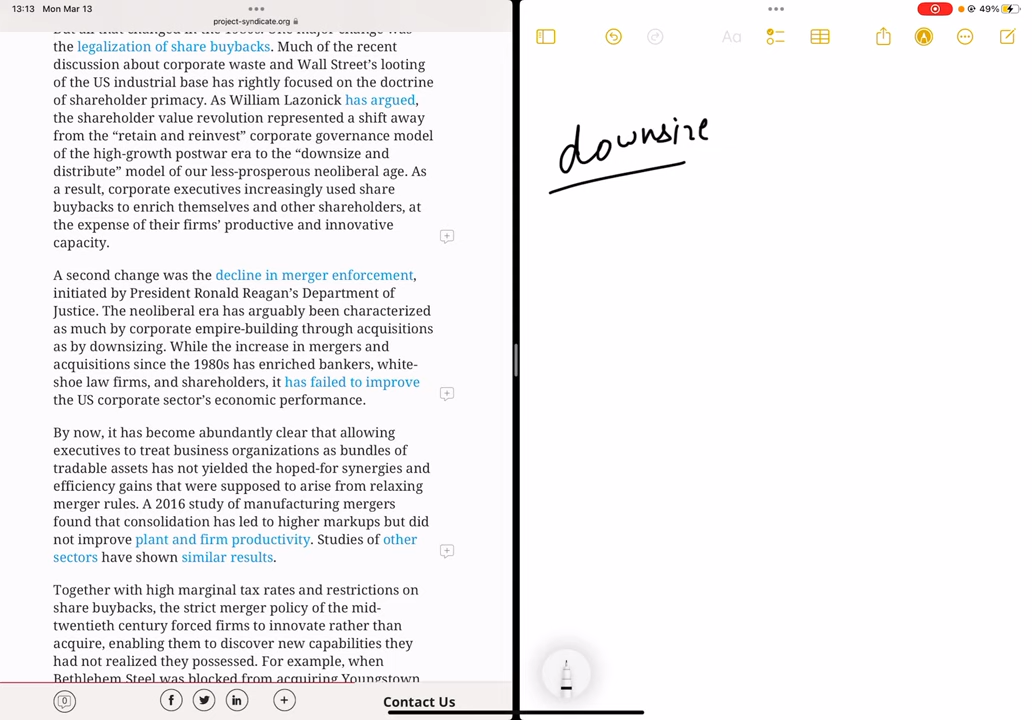 13:13 Mon Mar 13
49%
project-syndicate.org
the legalization of share buybacks. Much of the recent
discussion about corporate waste and Wall Street’s looting
of the US industrial base has rightly focused on the doctrine
of shareholder primacy. As William Lazonick has argued,
the shareholder value revolution represented a shift away
from the “retain and reinvest” corporate governance model
of the high-growth postwar era to the “downsize and
distribute” model of our less-prosperous neoliberal age. As
a result, corporate executives increasingly used share
buybacks to enrich themselves and other shareholders, at
the expense of their firms’ productive and innovative
capacity.
A second change was the decline in merger enforcement,
initiated by President Ronald Reagan’s Department of
Justice. The neoliberal era has arguably been characterized
as much by corporate empire-building through acquisitions
as by downsizing. While the increase in mergers and
acquisitions since the 1980s has enriched bankers, white-
shoe law firms, and shareholders, it has failed to improve
the US corporate sector’s economic performance.
By now, it has become abundantly clear that allowing
executives to treat business organizations as bundles of
tradable assets has not yielded the hoped-for synergies and
efficiency gains that were supposed to arise from relaxing
merger rules. A 2016 study of manufacturing mergers
found that consolidation has led to higher markups but did
not improve plant and firm productivity. Studies of other
sectors have shown similar results.
Together with high marginal tax rates and restrictions on
share buybacks, the strict merger policy of the mid-
twentieth century forced firms to innovate rather than
acquire, enabling them to discover new capabilities they
had not realized they possessed. For example, when
Bethlehem Steel was blocked from acquiring Youngstown
0
Contact Us
Aa
downsize